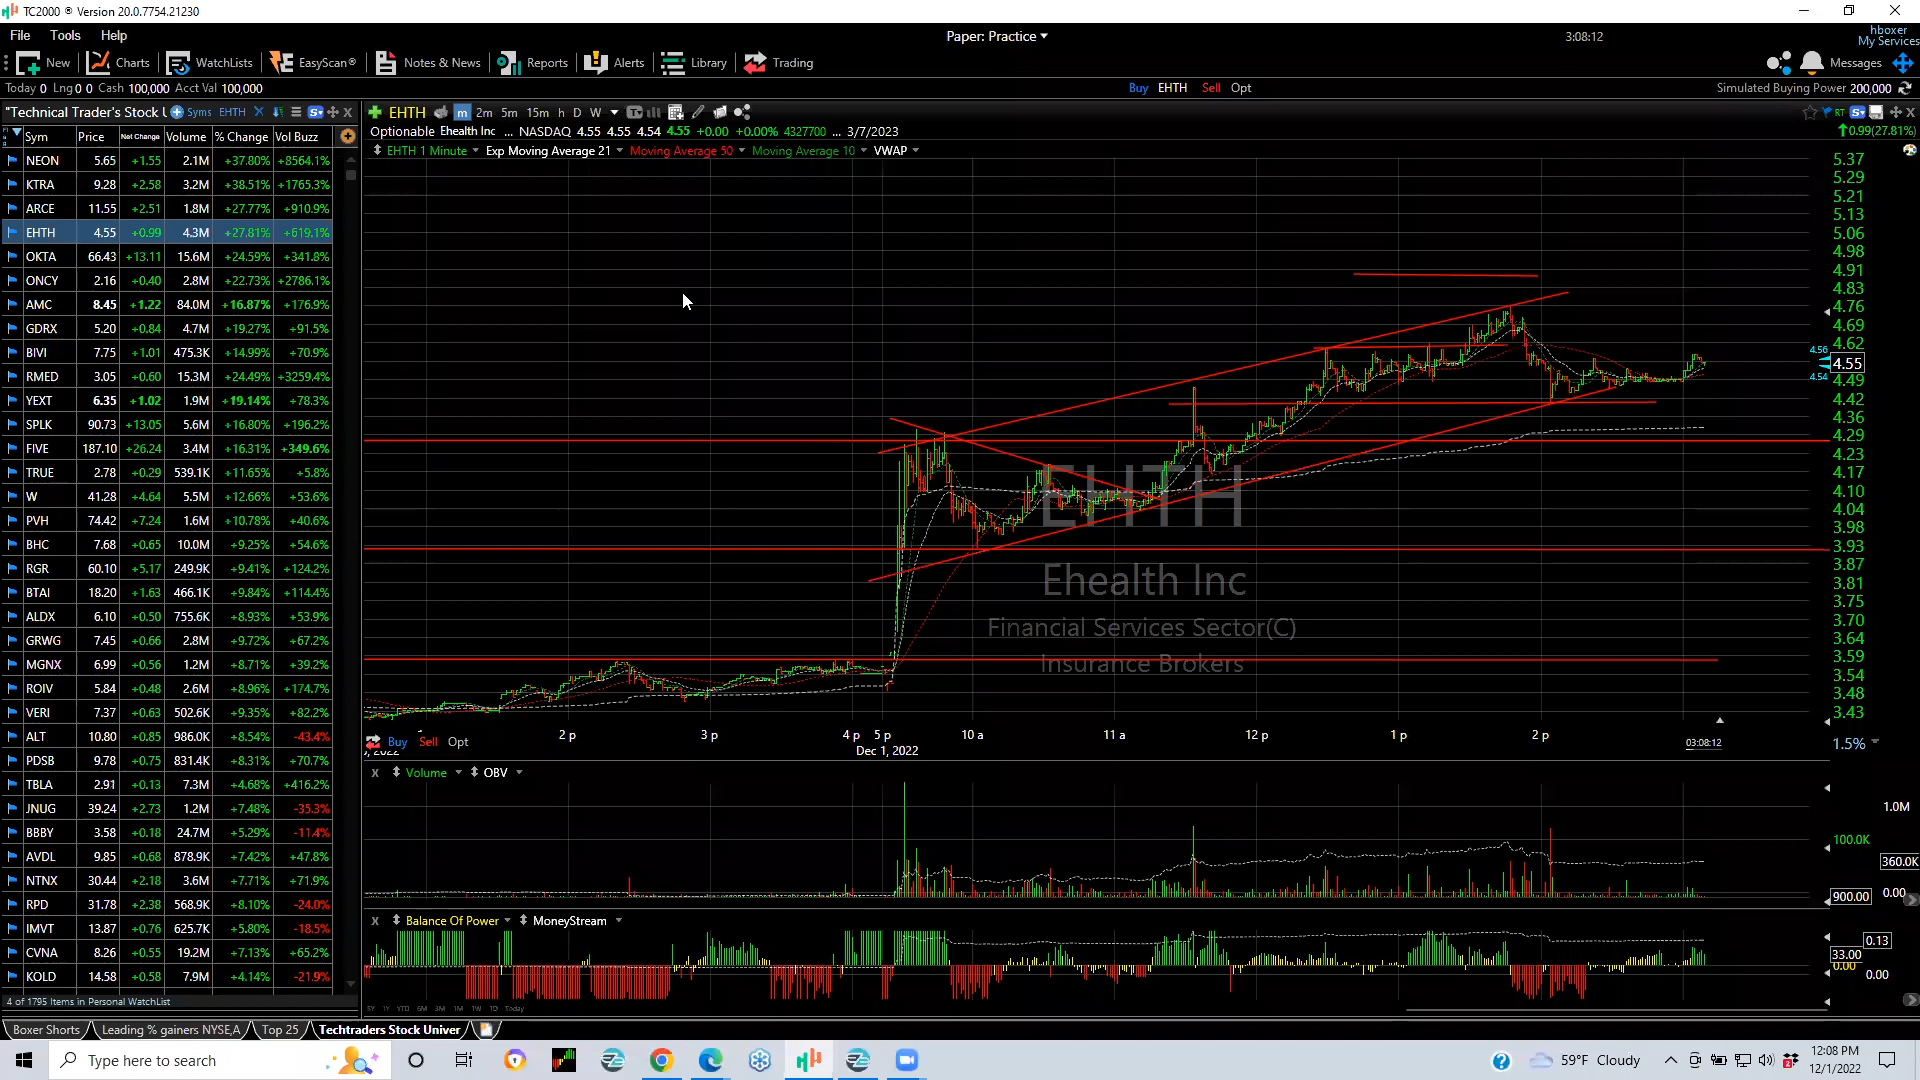 TC2000 ® Version 20.0.7754.21230
File Tools Help Paper: Practice 3:08:12 hboxer
My Services
New Charts WatchLists EasyScan® Notes & News Reports Alerts Library Trading Messages
Today 0 Lng 0 0 Cash 100,000 Acct Val 100,000 Buy EHTH Sell Opt Simulated Buying Power 200,000
"Technical Trader's Stock U Syms EHTH EHTH m 2m 5m 15m h D W RT
Sym Price Net Change Volume % Change Vol Buzz
Optionable Ehealth Inc ... NASDAQ 4.55 4.55 4.54 4.55 +0.00 +0.00% 4327700 ... 3/7/2023 0.99(27.81%)
EHTH 1 Minute Exp Moving Average 21 Moving Average 50 Moving Average 10 VWAP
NEON 5.65 +1.55 2.1M +37.80% +8564.1%
KTRA 9.28 +2.58 3.2M +38.51% +1765.3%
ARCE 11.55 +2.51 1.8M +27.77% +910.9%
EHTH 4.55 +0.99 4.3M +27.81% +619.1%
OKTA 66.43 +13.11 15.6M +24.59% +341.8%
ONCY 2.16 +0.40 2.8M +22.73% +2786.1%
AMC 8.45 +1.22 84.0M +16.87% +176.9%
GDRX 5.20 +0.84 4.7M +19.27% +91.5%
BIVI 7.75 +1.01 475.3K +14.99% +70.9%
RMED 3.05 +0.60 15.3M +24.49% +3259.4%
YEXT 6.35 +1.02 1.9M +19.14% +78.3%
SPLK 90.73 +13.05 5.6M +16.80% +196.2%
FIVE 187.10 +26.24 3.4M +16.31% +349.6%
TRUE 2.78 +0.29 539.1K +11.65% +5.8%
W 41.28 +4.64 5.5M +12.66% +53.6%
PVH 74.42 +7.24 1.6M +10.78% +40.6%
BHC 7.68 +0.65 10.0M +9.25% +54.6%
RGR 60.10 +5.17 249.9K +9.41% +124.2%
BTAI 18.20 +1.63 466.1K +9.84% +114.4%
ALDX 6.10 +0.50 755.6K +8.93% +53.9%
GRWG 7.45 +0.66 2.8M +9.72% +67.2%
MGNX 6.99 +0.56 1.2M +8.71% +39.2%
ROIV 5.84 +0.48 2.6M +8.96% +174.7%
VERI 7.37 +0.63 502.6K +9.35% +82.2%
ALT 10.80 +0.85 986.0K +8.54% -43.4%
PDSB 9.78 +0.75 831.4K +8.31% +70.7%
TBLA 2.91 +0.13 7.3M +4.68% +416.2%
JNUG 39.24 +2.73 1.2M +7.48% -35.3%
BBBY 3.58 +0.18 24.7M +5.29% -11.4%
AVDL 9.85 +0.68 878.9K +7.42% +47.8%
NTNX 30.44 +2.18 3.6M +7.71% +71.9%
RPD 31.78 +2.38 568.9K +8.10% -24.0%
IMVT 13.87 +0.76 625.7K +5.80% -18.5%
CVNA 8.26 +0.55 19.2M +7.13% +65.2%
KOLD 14.58 +0.58 7.9M +4.14% -21.9%
4 of 1795 Items in Personal WatchList
5.37
5.29
5.21
5.13
5.06
4.98
4.91
4.83
4.76
4.69
4.62
4.56
4.55
4.54
4.49
4.42
4.36
4.29
4.23
4.17
4.10
4.04
3.98
3.93
3.87
3.81
3.75
3.70
3.64
3.59
3.54
3.48
3.43
EHTH
Ehealth Inc
Financial Services Sector(C)
Insurance Brokers
2 p 3 p 4 p 5 p 10 a 11 a 12 p 1 p 2 p
Buy Sell Opt 03:08:12 1.5%
, 2022 Dec 1, 2022
x Volume OBV
1.0M
100.0K
360.0K
900.00 0.00
x Balance Of Power MoneyStream
0.13
33.00
0.00 0.00
5Y 1Y YTD 6M 3M 1M 1W 1D Today
Boxer Shorts Leading % gainers NYSE,A Top 25 Techtraders Stock Univer
Type here to search 59°F Cloudy 12:08 PM
12/1/2022